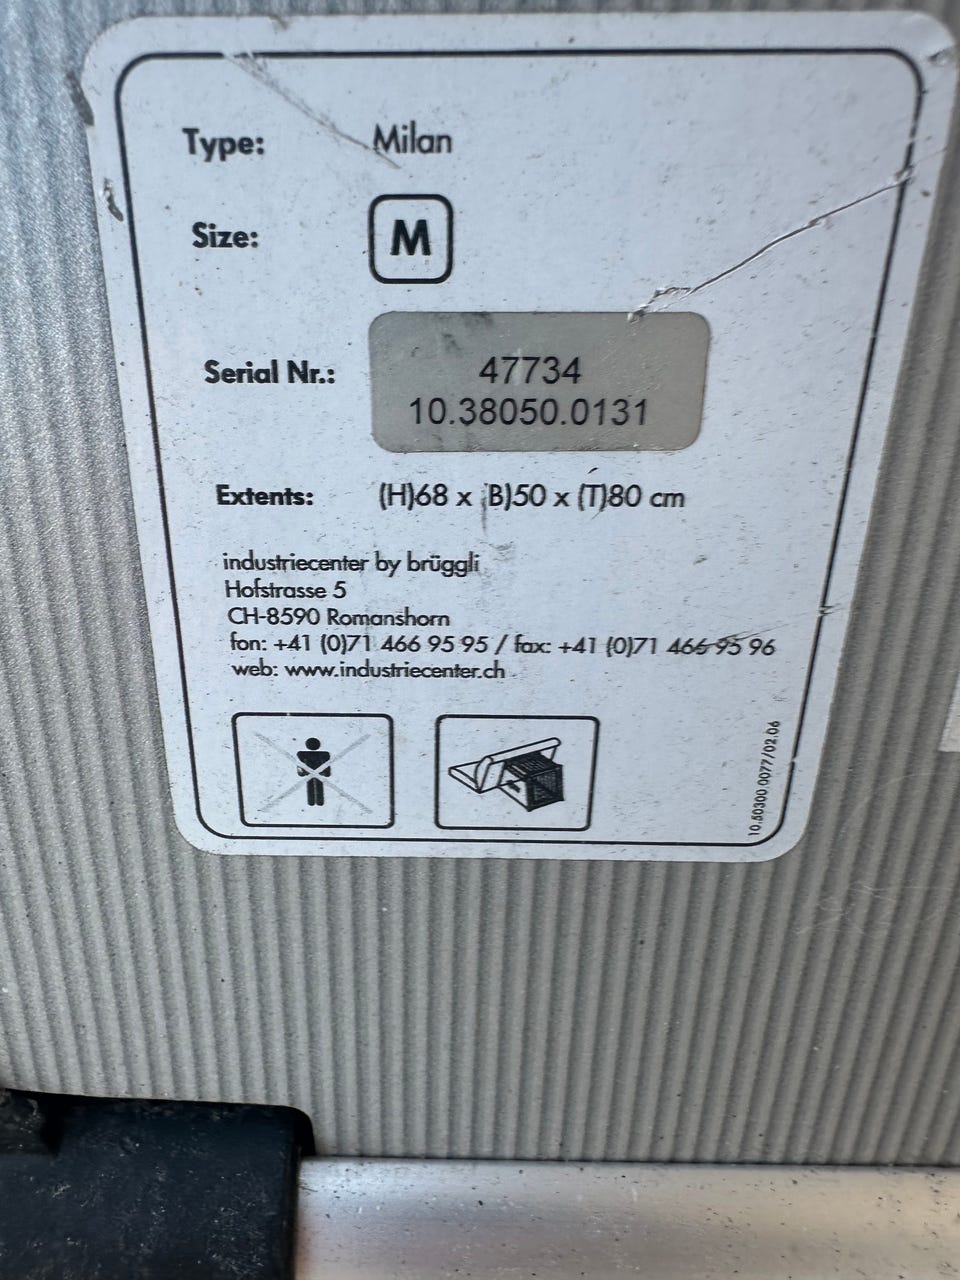 Type: Milan
Size: M
Serial Nr.: 47734
10.38050.0131
Extents: (H)68 x (B)50 x (T)80 cm
industriecenter by brüggli
Hofstrasse 5
CH-8590 Romanshorn
fon: +41 (0)71 466 95 95 / fax: +41 (0)71 466 95 96
web: www.industriecenter.ch
10.50300 0077/02.06